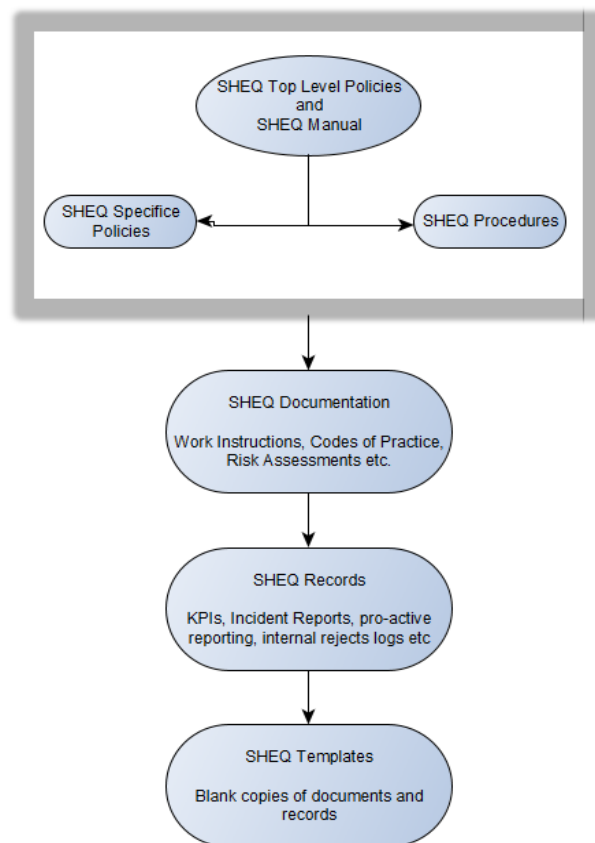 SHEQ Top Level Policies
and
SHEQ Manual
SHEQ Specifice
Policies
SHEQ Procedures
SHEQ Documentation
Work Instructions, Codes of Practice,
Risk Assessments etc.
SHEQ Records
KPIs, Incident Reports, pro-active
reporting, internal rejects logs etc
SHEQ Templates
Blank copies of documents and
records